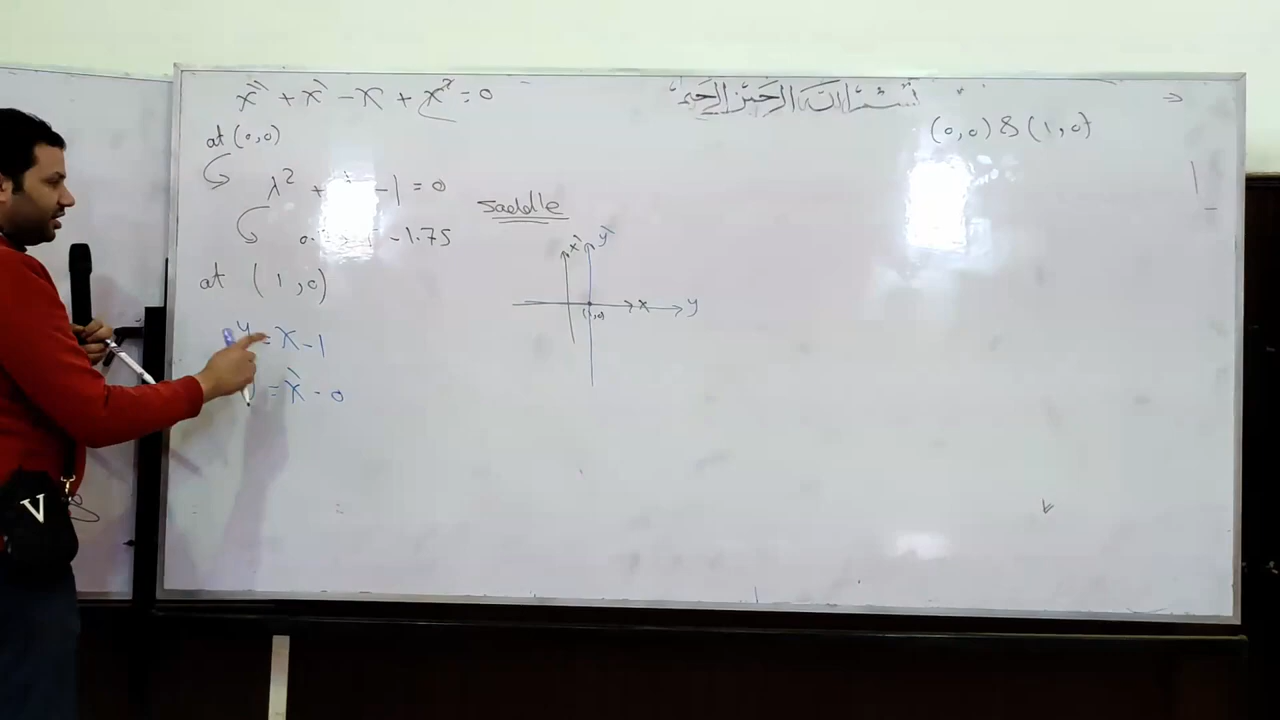 x̀̀ + x̀ - x + x² = 0
بسم الله الرحمن الرحيم
(0,0) & (1,0)
at (0,0)
λ² + - 1 = 0
Saddle
- 1.75
at (1,0)
x̀
ỳ
x
y
(1,0)
y = x - 1
= x̀ - 0
V